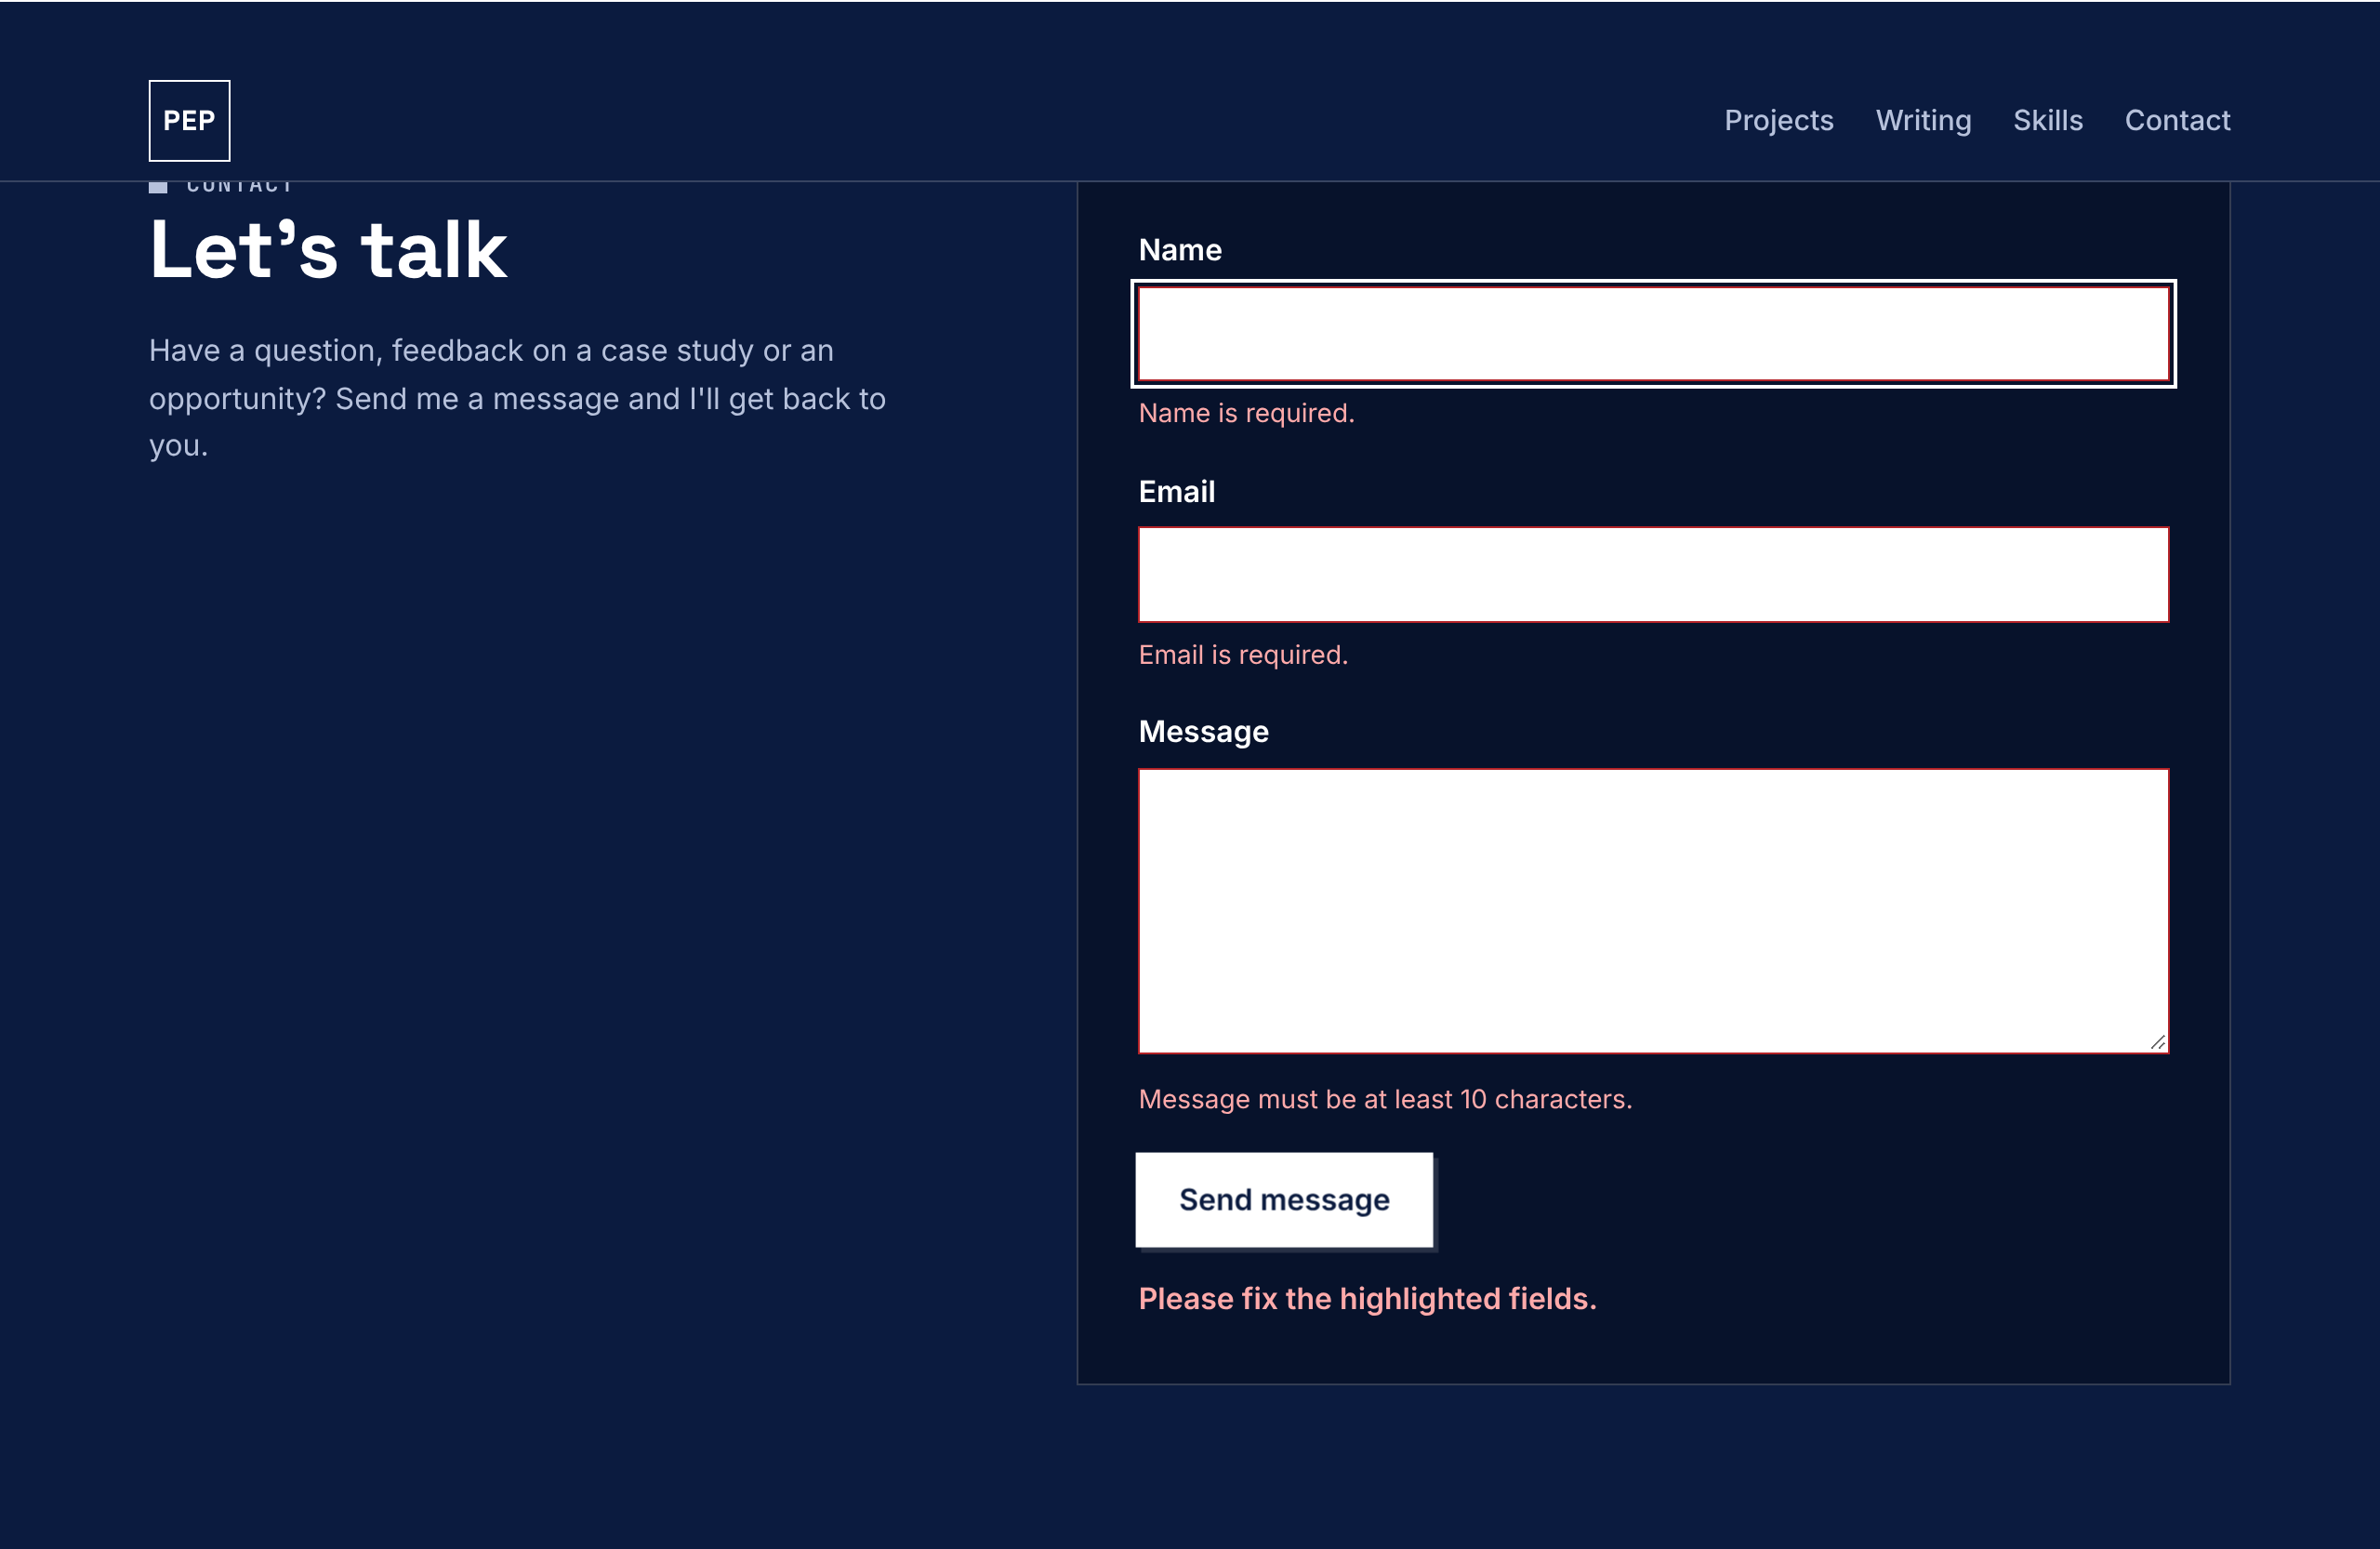 PEP
Projects Writing Skills Contact
CONTACT
Let’s talk
Have a question, feedback on a case study or an
opportunity? Send me a message and I'll get back to
you.
Name
Name is required.
Email
Email is required.
Message
Message must be at least 10 characters.
Send message
Please fix the highlighted fields.